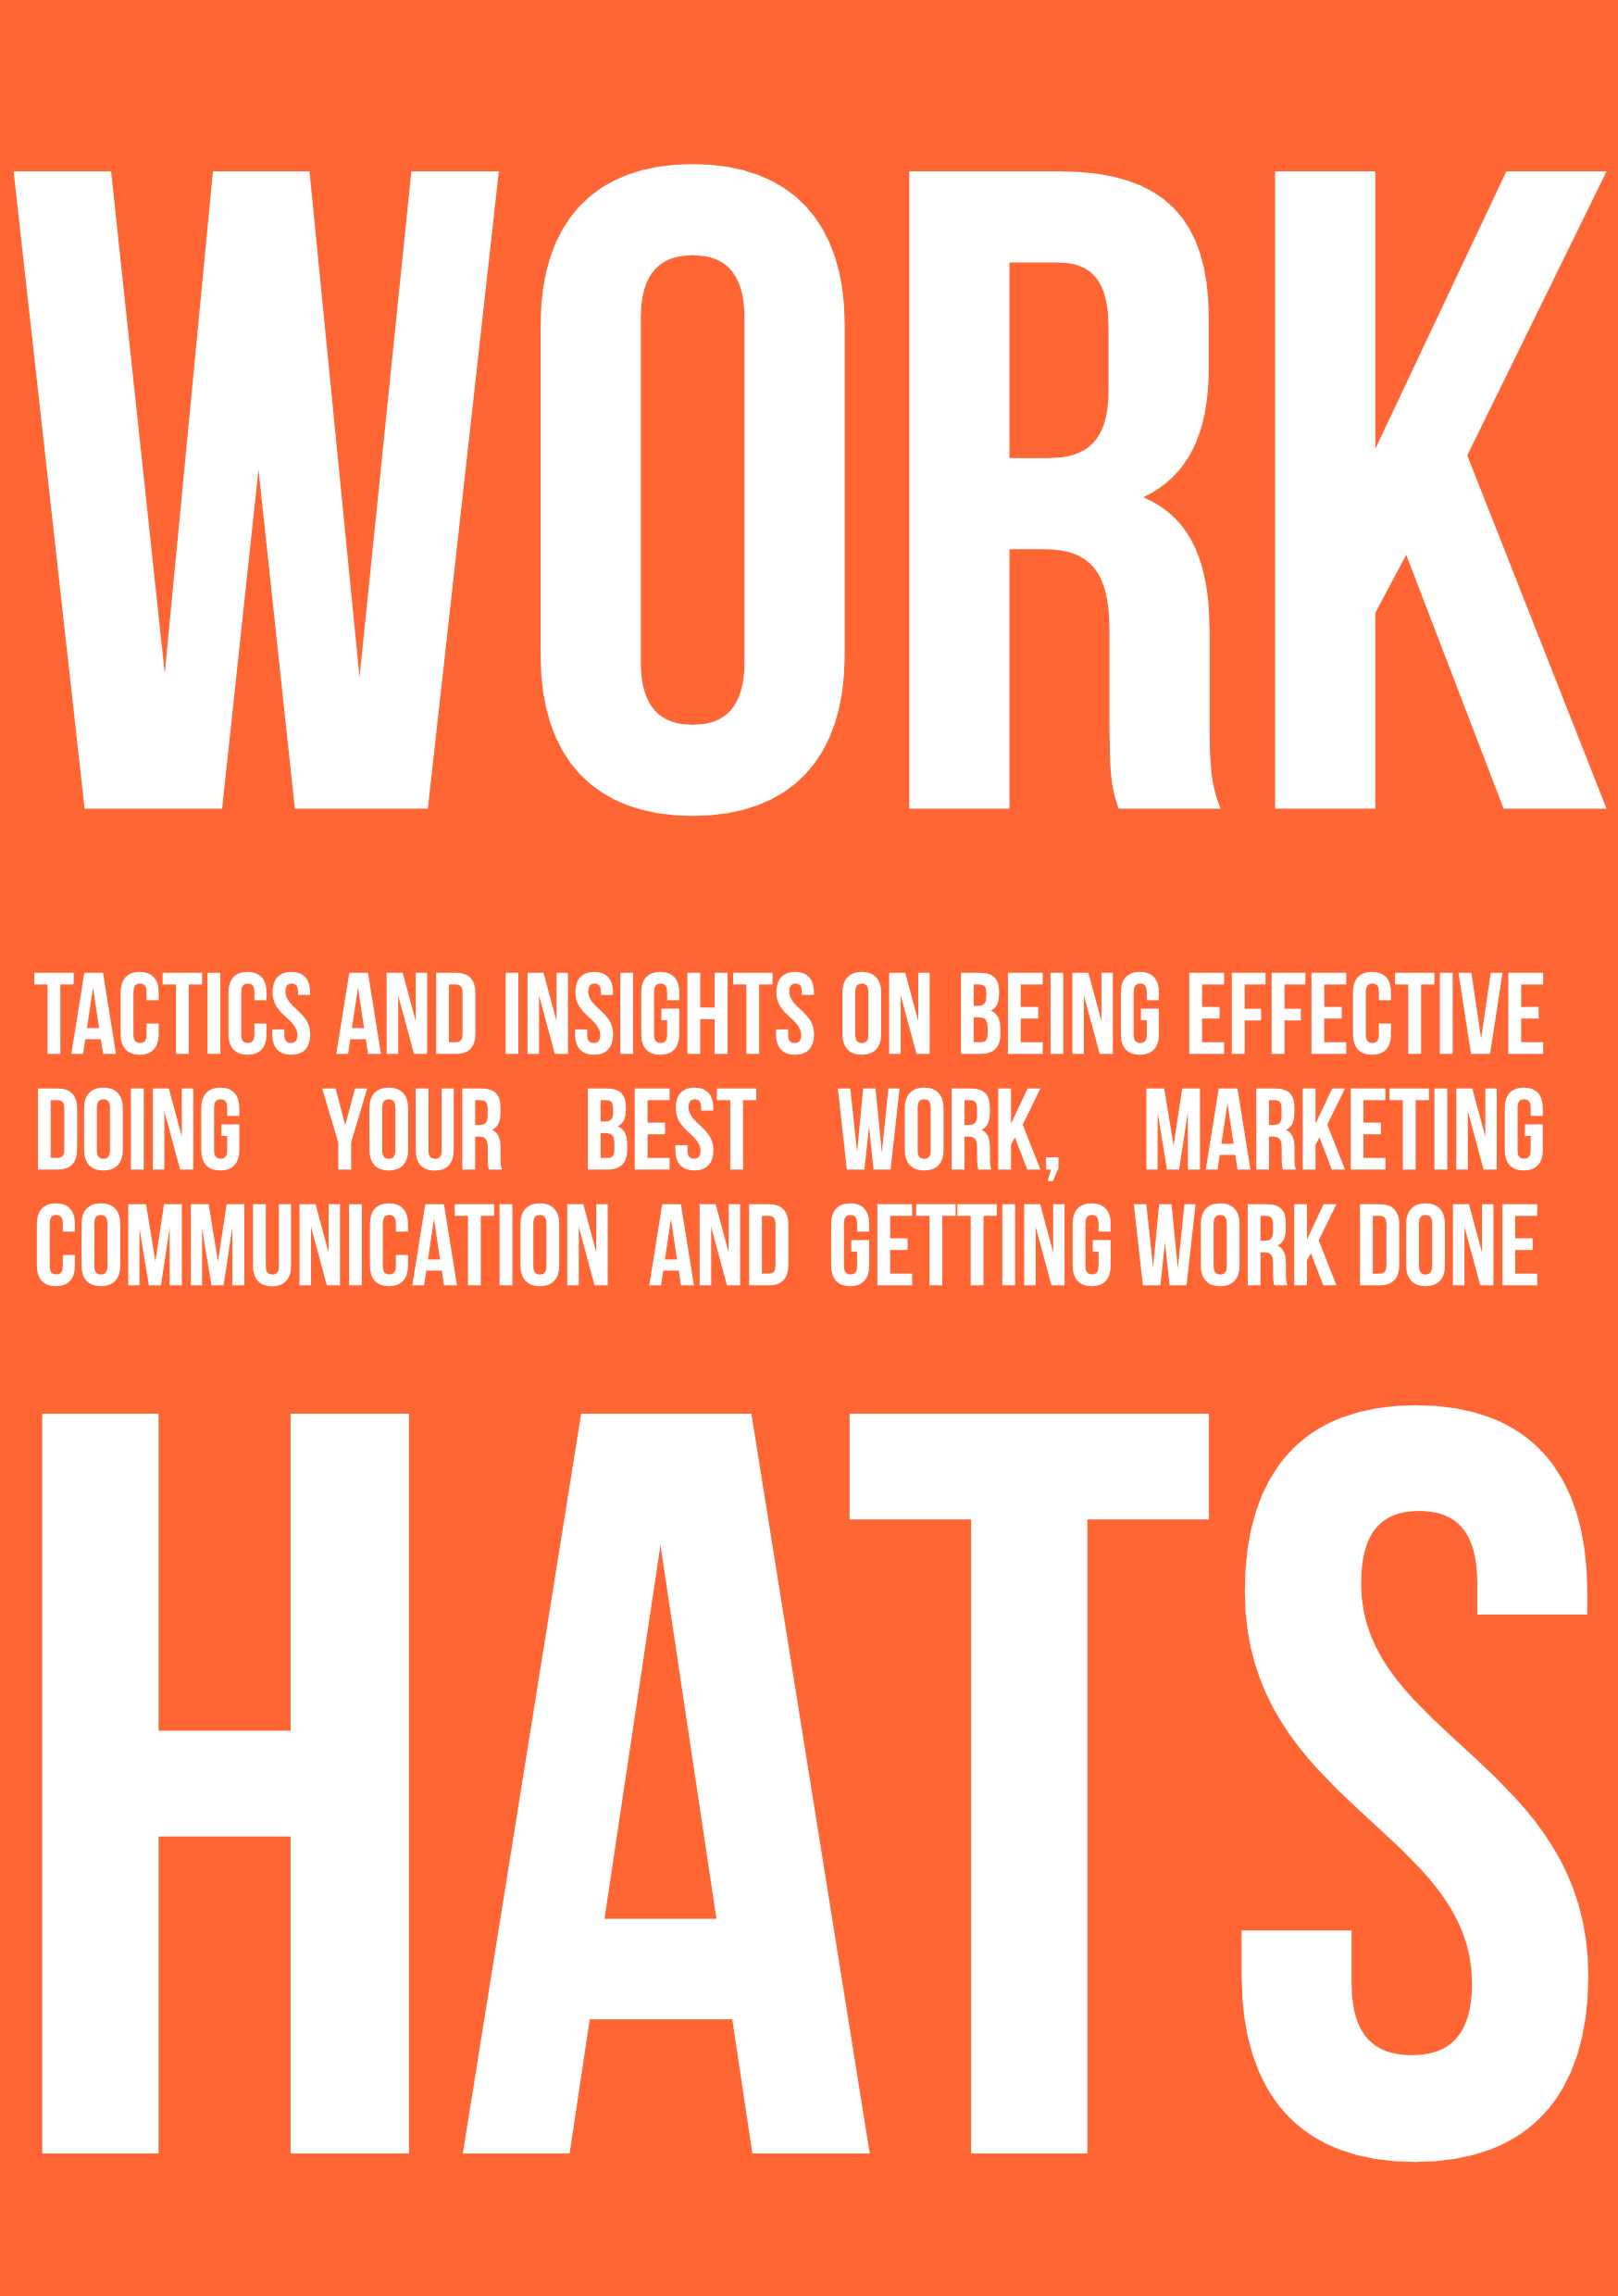 WORK
TACTICS AND INSIGHTS ON BEING EFFECTIVE
DOING YOUR BEST WORK, MARKETING
COMMUNICATION AND GETTING WORK DONE
HATS